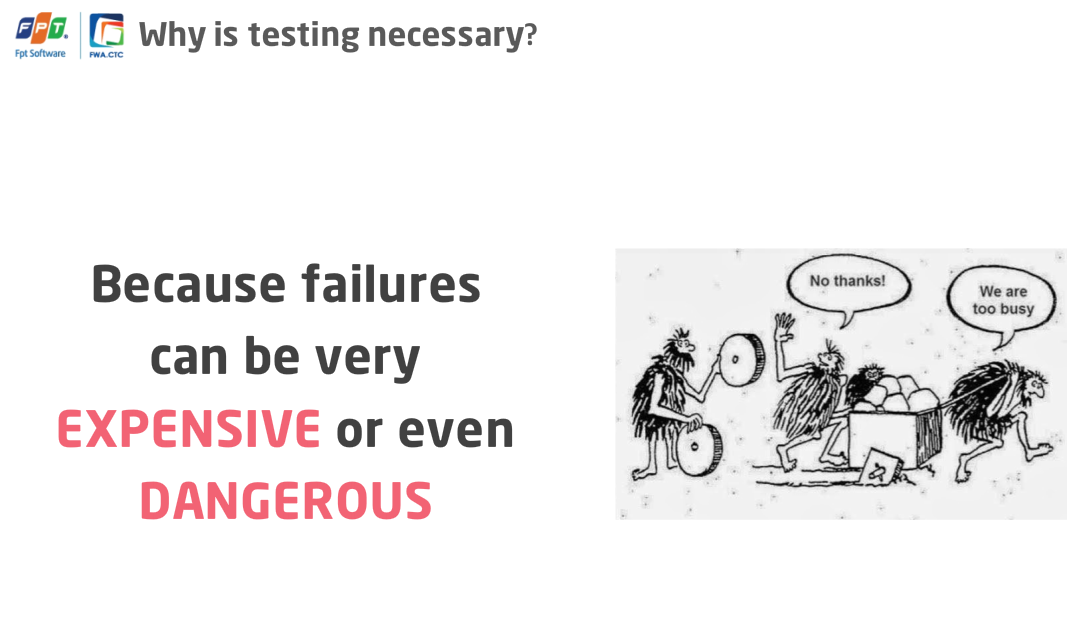 FPT.
Fpt Software
FWA.CTC
Why is testing necessary?
Because failures
can be very
EXPENSIVE or even
DANGEROUS
No thanks!
We are
too busy